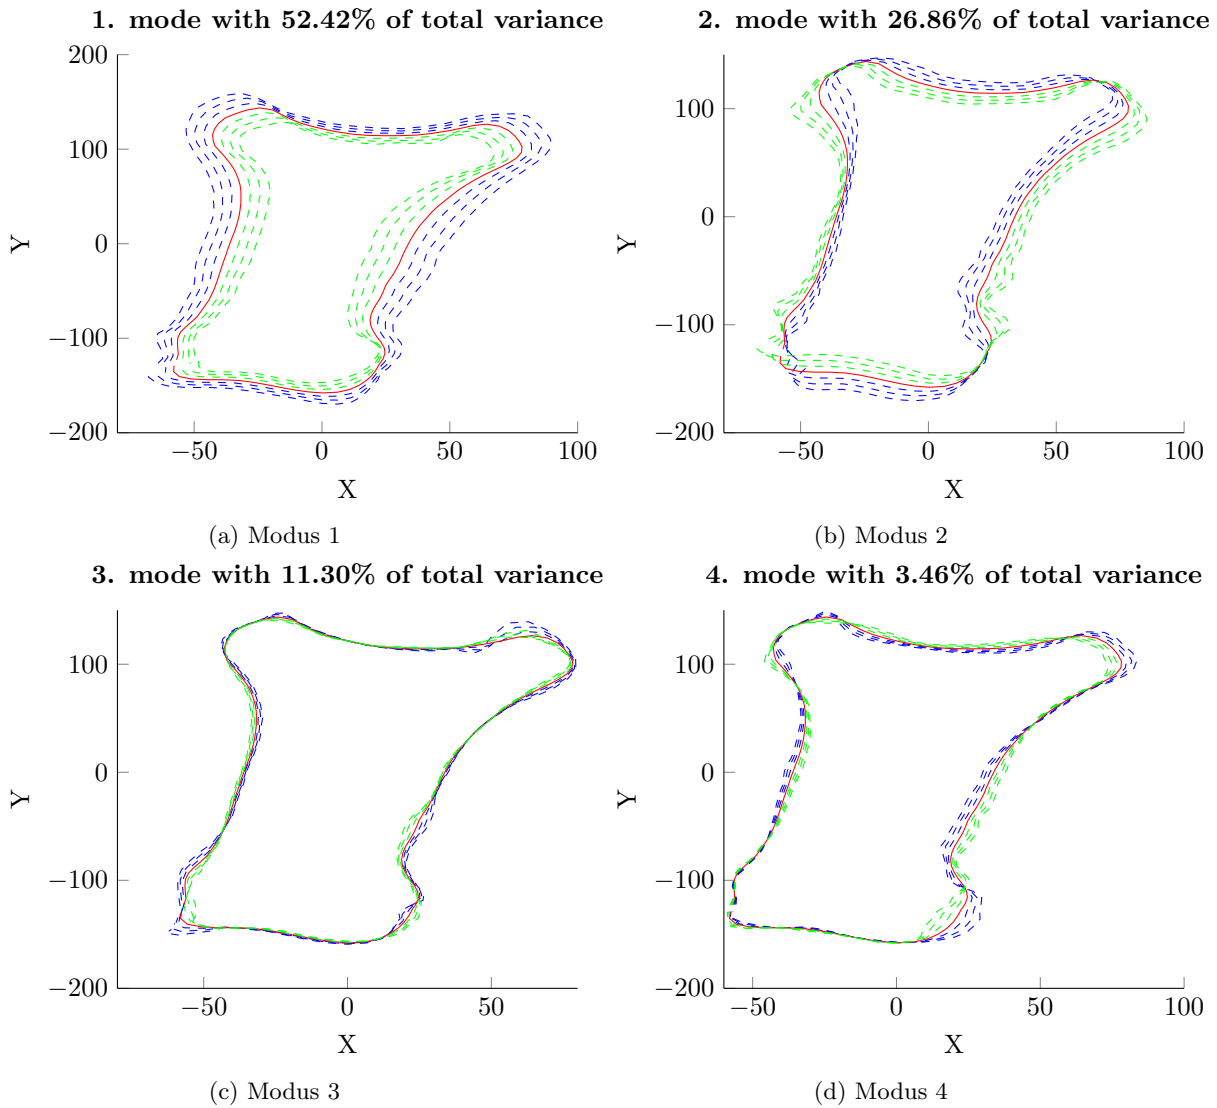 1. mode with 52.42% of total variance
200
100
0
−100
−200
Y
−50 0 50 100
X
(a) Modus 1
2. mode with 26.86% of total variance
100
0
−100
−200
Y
−50 0 50 100
X
(b) Modus 2
3. mode with 11.30% of total variance
100
0
−100
−200
Y
−50 0 50
X
(c) Modus 3
4. mode with 3.46% of total variance
100
0
−100
−200
Y
−50 0 50 100
X
(d) Modus 4